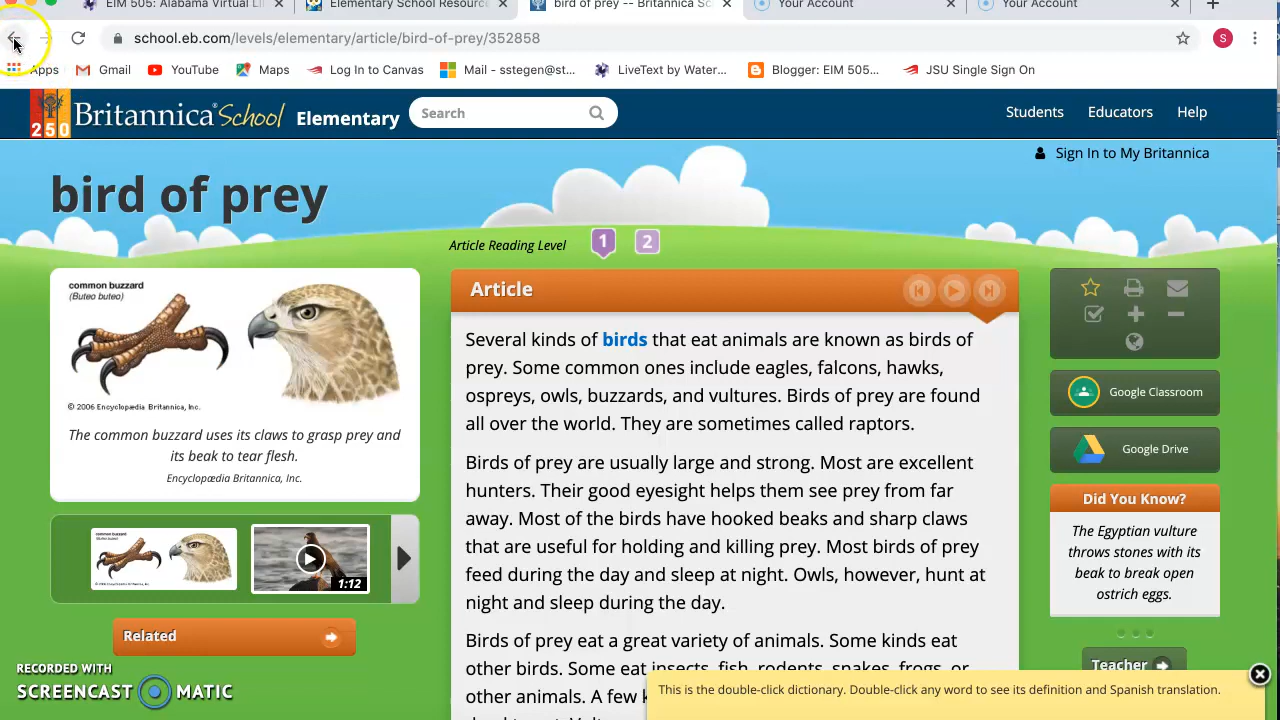 EIM 505: Alabama Virtual Li
Elementary School Resourc
bird of prey -- Britannica Sc
Your Account
Your Account
school.eb.com/levels/elementary/article/bird-of-prey/352858
S
Apps
Gmail
YouTube
Maps
Log In to Canvas
Mail - sstegen@st...
LiveText by Water...
Blogger: EIM 505...
JSU Single Sign On
250
Britannica School Elementary
Search
Students
Educators
Help
Sign In to My Britannica
bird of prey
Article Reading Level 1 2
common buzzard
(Buteo buteo)
© 2006 Encyclopædia Britannica, Inc.
The common buzzard uses its claws to grasp prey and
its beak to tear flesh.
Encyclopædia Britannica, Inc.
1:12
Related
Article
Several kinds of birds that eat animals are known as birds of
prey. Some common ones include eagles, falcons, hawks,
ospreys, owls, buzzards, and vultures. Birds of prey are found
all over the world. They are sometimes called raptors.
Birds of prey are usually large and strong. Most are excellent
hunters. Their good eyesight helps them see prey from far
away. Most of the birds have hooked beaks and sharp claws
that are useful for holding and killing prey. Most birds of prey
feed during the day and sleep at night. Owls, however, hunt at
night and sleep during the day.
Birds of prey eat a great variety of animals. Some kinds eat
other birds. Some eat insects, fish, rodents, snakes, frogs, or
other animals. A few k
Google Classroom
Google Drive
Did You Know?
The Egyptian vulture
throws stones with its
beak to break open
ostrich eggs.
Teacher
This is the double-click dictionary. Double-click any word to see its definition and Spanish translation.
RECORDED WITH
SCREENCAST MATIC